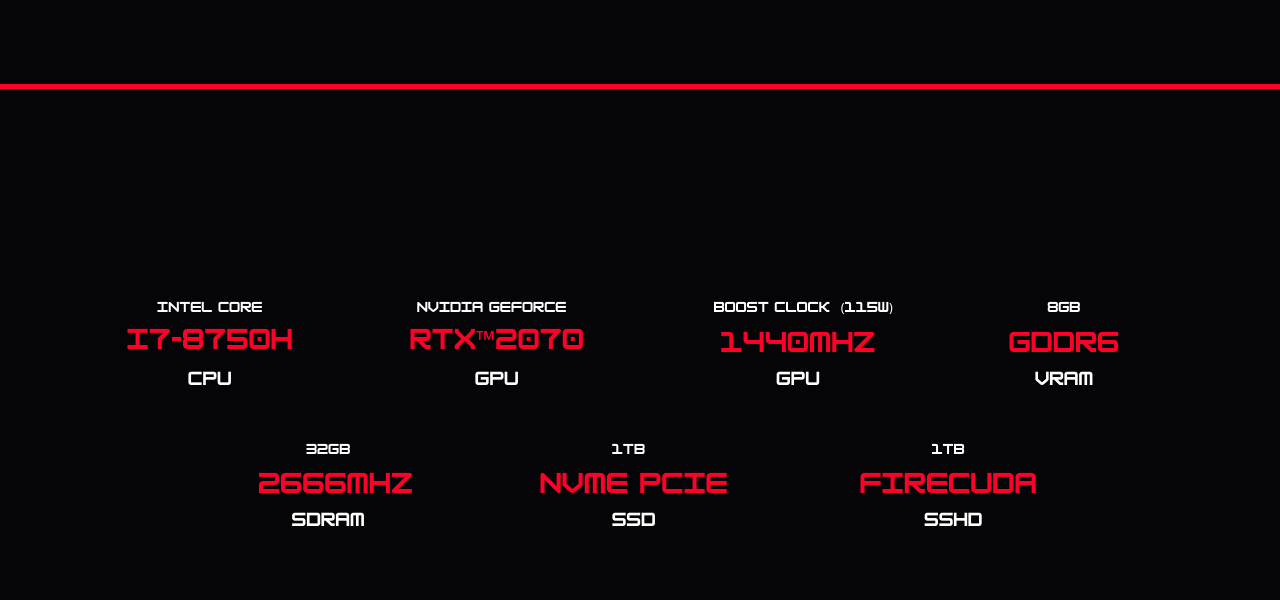 INTEL CORE
I7-8750H
CPU
NVIDIA GEFORCE
RTX™2070
GPU
BOOST CLOCK (115W)
1440MHZ
GPU
8GB
GDDR6
VRAM
32GB
2666MHZ
SDRAM
1TB
NVME PCIE
SSD
1TB
FIRECUDA
SSHD